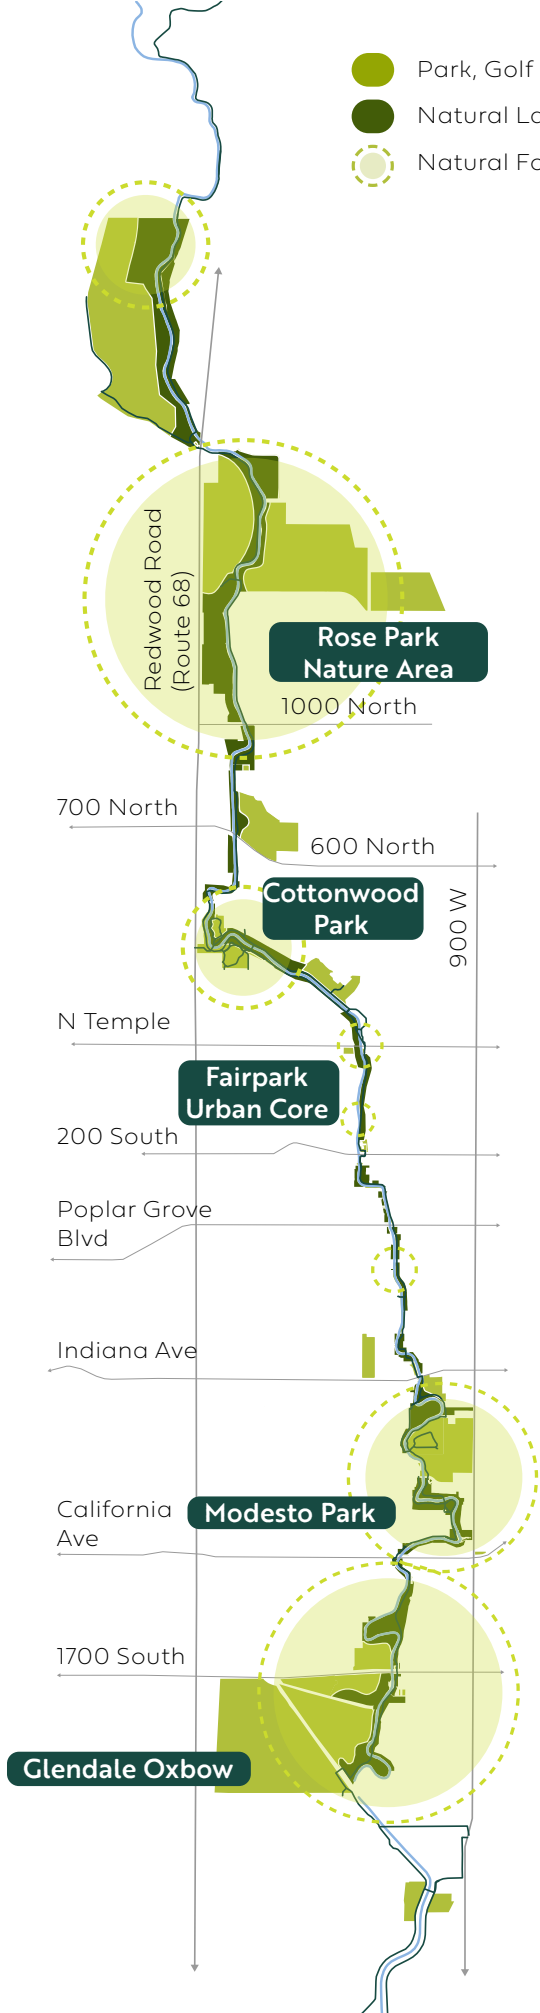 Park, Golf
Natural
Natural
Redwood Road
(Route 68)
Rose Park
Nature Area
1000 North
700 North
600 North
Cottonwood
Park
900 W
N Temple
Fairpark
Urban Core
200 South
Poplar Grove
Blvd
Indiana Ave
Modesto Park
California
Ave
1700 South
Glendale Oxbow